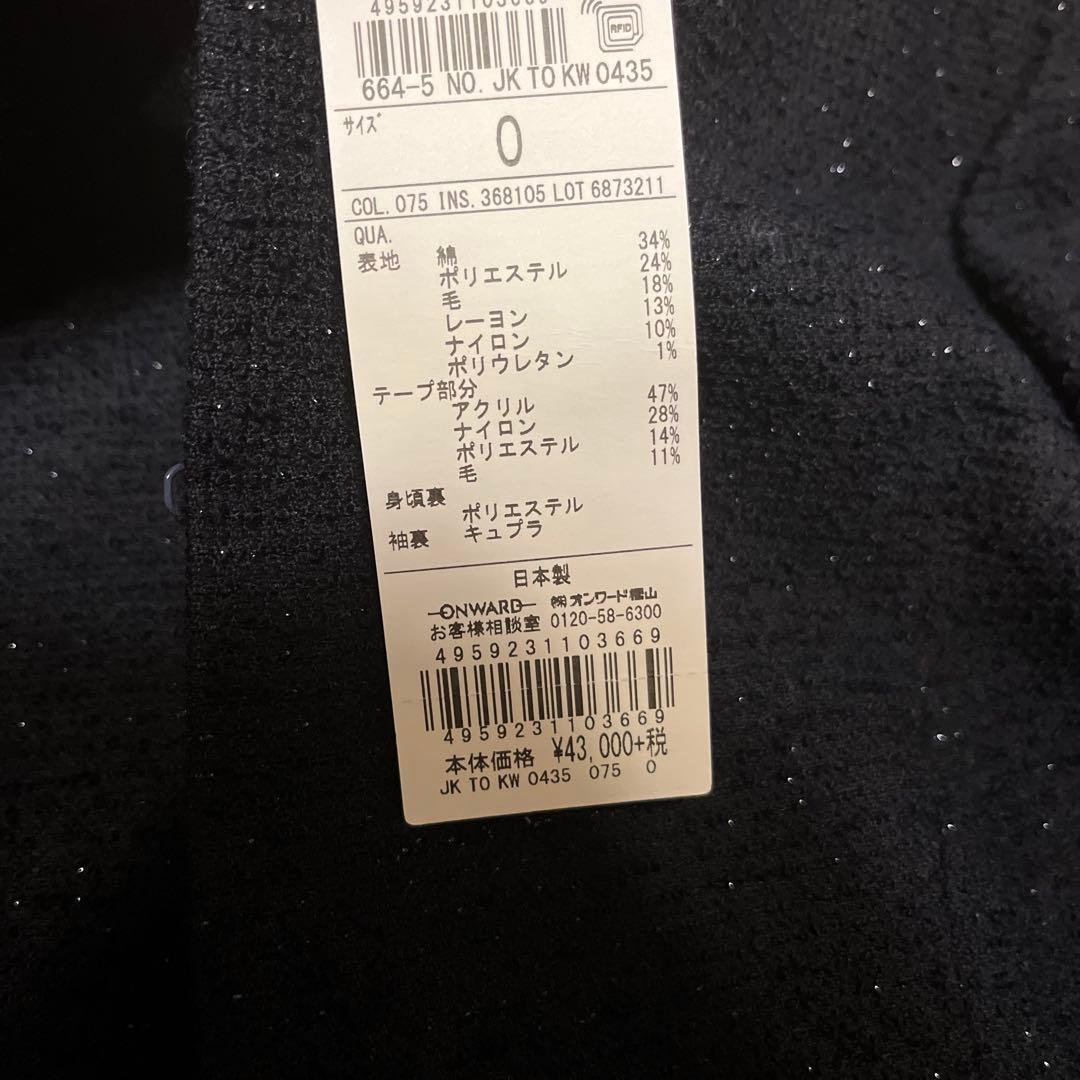 4959231103669
RFID
664-5 NO. JK TO KW 0435
サイズ
0
COL. 075 INS. 368105 LOT 6873211
QUA.
表地 綿 34%
ポリエステル 24%
毛 18%
レーヨン 13%
ナイロン 10%
ポリウレタン 1%
テープ部分
アクリル 47%
ナイロン 28%
ポリエステル 14%
毛 11%
身頃裏
ポリエステル
袖裏 キュプラ
日本製
ONWARD ㈱オンワード樫山
お客様相談室 0120-58-6300
4959231103669
4959231103669
本体価格 ¥43,000+税
JK TO KW 0435 075 0